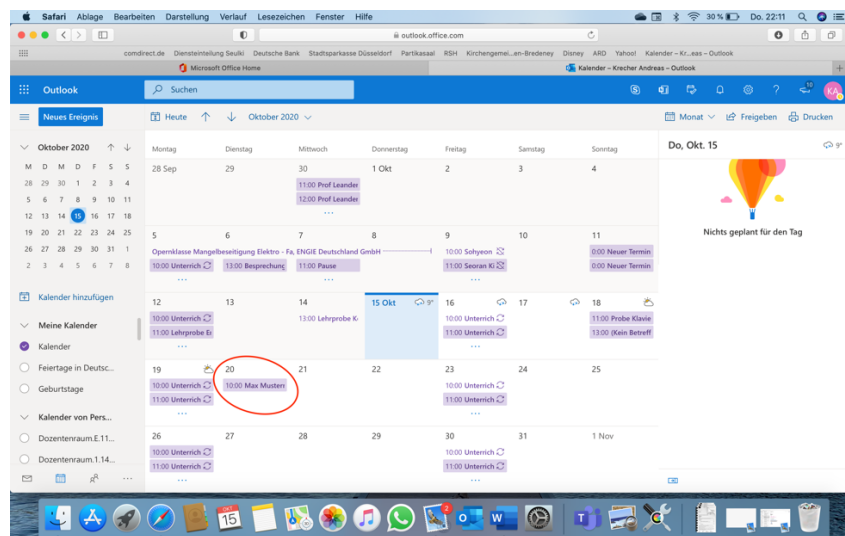 Safari Ablage Bearbeiten Darstellung Verlauf Lesezeichen Fenster Hilfe 30 % Do. 22:11
outlook.office.com
comdirect.de Diensteinteilung Seulki Deutsche Bank Stadtsparkasse Düsseldorf Partikasaal RSH Kirchengemei...en-Bredeney Disney ARD Yahoo! Kalender – Kr...eas – Outlook
Microsoft Office Home Kalender – Krecher Andreas – Outlook
Outlook Suchen KA
Neues Ereignis Heute Oktober 2020 Monat Freigeben Drucken
Oktober 2020
M D M D F S S
28 29 30 1 2 3 4
5 6 7 8 9 10 11
12 13 14 15 16 17 18
19 20 21 22 23 24 25
26 27 28 29 30 31 1
2 3 4 5 6 7 8
Kalender hinzufügen
Meine Kalender
Kalender
Feiertage in Deutsc...
Geburtstage
Kalender von Pers...
Dozentenraum.E.11...
Dozentenraum.1.14...
Montag Dienstag Mittwoch Donnerstag Freitag Samstag Sonntag
28 Sep 29 30 1 Okt 2 3 4
11:00 Prof Leander
12:00 Prof Leander
5 6 7 8 9 10 11
Opernklasse Mangelbeseitigung Elektro - Fa, ENGIE Deutschland GmbH 10:00 Sohyeon 0:00 Neuer Termin
10:00 Unterrich 13:00 Besprechung 11:00 Pause 11:00 Seoran Ki 0:00 Neuer Termin
12 13 14 15 Okt 9° 16 17 18
10:00 Unterrich 13:00 Lehrprobe K 10:00 Unterrich 11:00 Probe Klavie
11:00 Lehrprobe E 11:00 Unterrich 13:00 (Kein Betreff
19 20 21 22 23 24 25
10:00 Unterrich 10:00 Max Muster 10:00 Unterrich
11:00 Unterrich 11:00 Unterrich
26 27 28 29 30 31 1 Nov
10:00 Unterrich 10:00 Unterrich
11:00 Unterrich 11:00 Unterrich
Do, Okt. 15 9°
Nichts geplant für den Tag
OKT
15
2